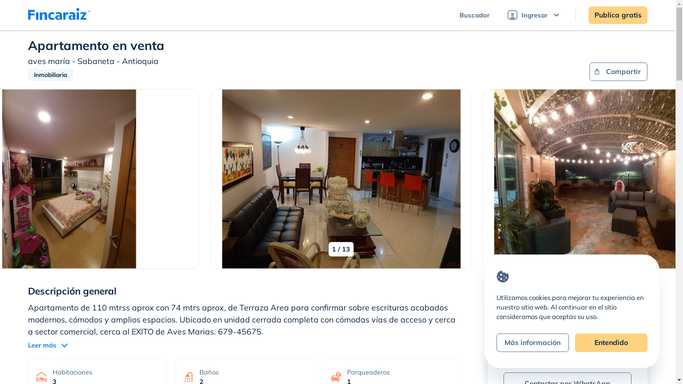 Fincaraiz
Buscador
Ingresar
Publica gratis
Apartamento en venta
aves maría - Sabaneta - Antioquia
Inmobiliaria
Compartir
1 / 13
Descripción general
Apartamento de 110 mtrss aprox con 74 mtrs aprox, de Terraza Area para confirmar sobre escrituras acabados
modernos, cómodos y amplios espacios. Ubicado en unidad cerrada completa con cómodas vías de acceso y cerca
a sector comercial, cerca al EXITO de Aves Marias. 679-45675.
Leer más
Habitaciones
3
Baños
2
Parqueaderos
1
Utilizamos cookies para mejorar tu experiencia en
nuestro sitio web. Al continuar en el sitio
consideramos que aceptas su uso.
Más información
Entendido
Contactar por WhatsApp